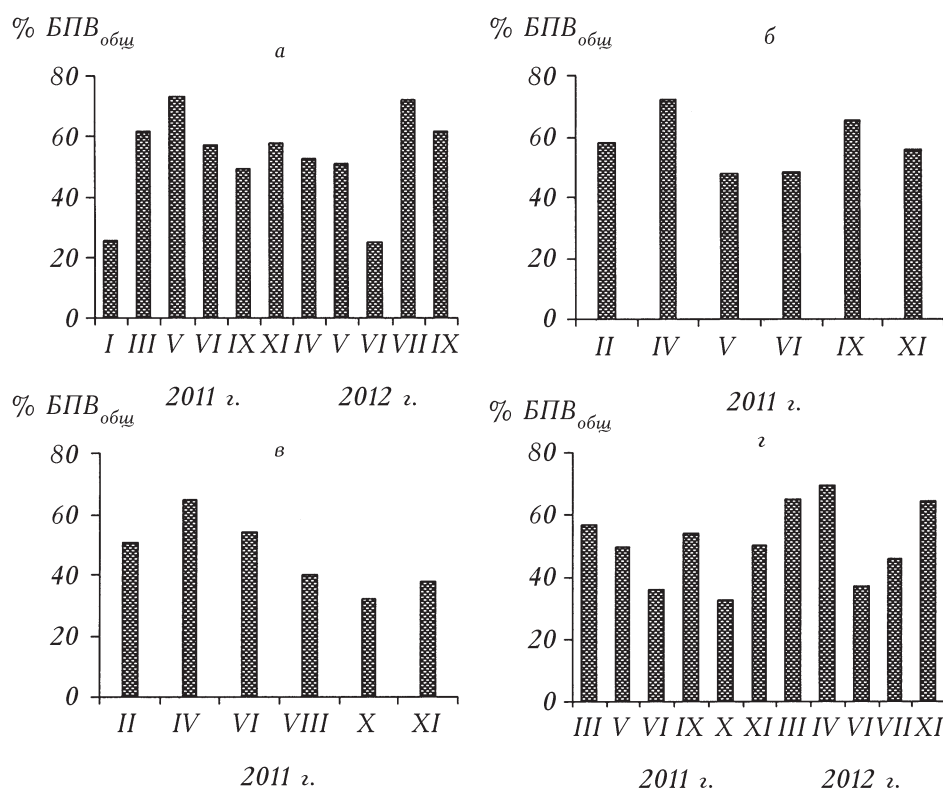 % БПВобщ
а
80
60
40
20
0
I III V VI IX XI IV V VI VII IX
2011 г. 2012 г.
% БПВобщ
б
80
60
40
20
0
II IV V VI IX XI
2011 г.
% БПВобщ
в
80
60
40
20
0
II IV VI VIII X XI
2011 г.
% БПВобщ
г
80
60
40
20
0
III V VI IX X XI III IV VI VII XI
2011 г. 2012 г.